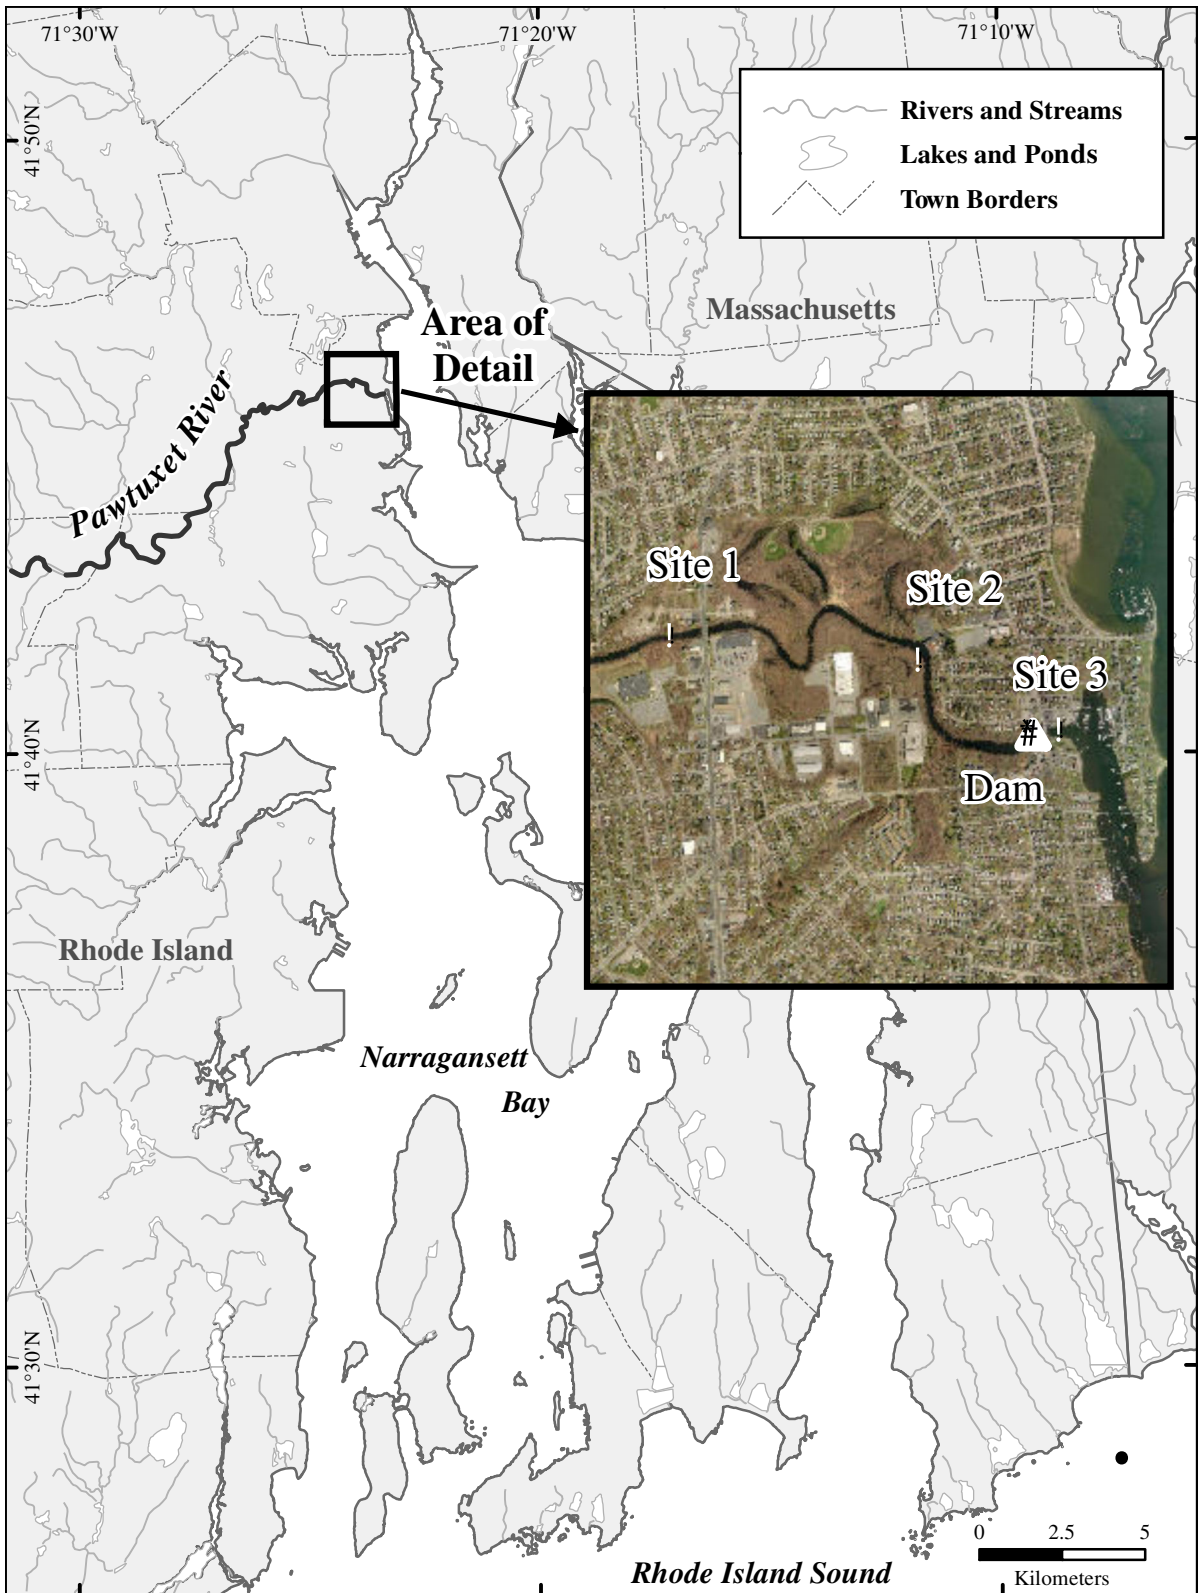 71°30'W
71°20'W
71°10'W
41°50'N
Rivers and Streams
Lakes and Ponds
Town Borders
Massachusetts
Area of
Detail
Pawtuxet River
Site 1
!
Site 2
!
Site 3
!
#
Dam
41°40'N
Rhode Island
Narragansett
Bay
41°30'N
0 2.5 5
Kilometers
Rhode Island Sound